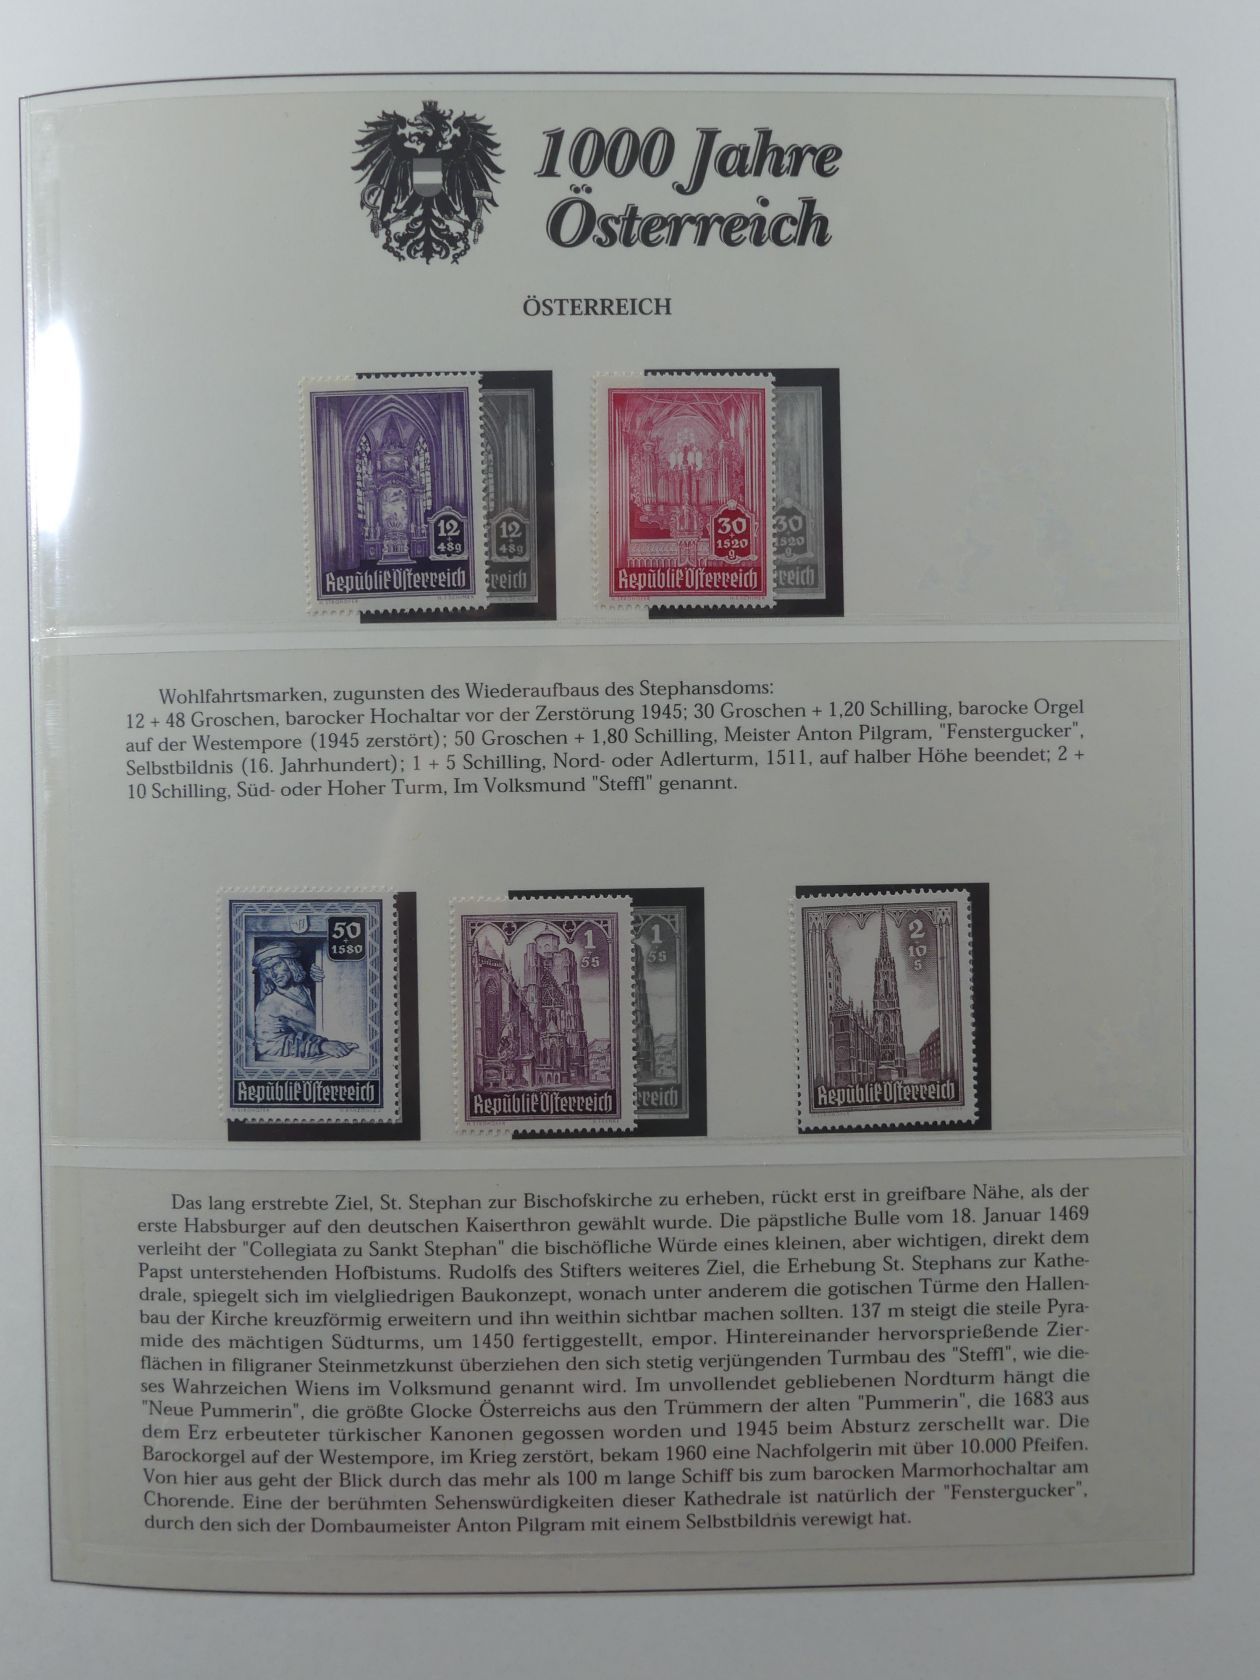 1000 Jahre
Österreich
ÖSTERREICH
12
+
48g
Republik Österreich
12
+
48g
reich
30
+
1S20
g
Republik Österreich
30
1S20
g
reich
Wohlfahrtsmarken, zugunsten des Wiederaufbaus des Stephansdoms:
12 + 48 Groschen, barocker Hochaltar vor der Zerstörung 1945; 30 Groschen + 1,20 Schilling, barocke Orgel
auf der Westempore (1945 zerstört); 50 Groschen + 1,80 Schilling, Meister Anton Pilgram, "Fenstergucker",
Selbstbildnis (16. Jahrhundert); 1 + 5 Schilling, Nord- oder Adlerturm, 1511, auf halber Höhe beendet; 2 +
10 Schilling, Süd- oder Hoher Turm, Im Volksmund "Steffl" genannt.
50
+
1S80
Republik Österreich
1
+
5S
Republik Österreich
1
5S
reich
2
+
10
S
Republik Österreich
Das lang erstrebte Ziel, St. Stephan zur Bischofskirche zu erheben, rückt erst in greifbare Nähe, als der
erste Habsburger auf den deutschen Kaiserthron gewählt wurde. Die päpstliche Bulle vom 18. Januar 1469
verleiht der "Collegiata zu Sankt Stephan" die bischöfliche Würde eines kleinen, aber wichtigen, direkt dem
Papst unterstehenden Hofbistums. Rudolfs des Stifters weiteres Ziel, die Erhebung St. Stephans zur Kathe-
drale, spiegelt sich im vielgliedrigen Baukonzept, wonach unter anderem die gotischen Türme den Hallen-
bau der Kirche kreuzförmig erweitern und ihn weithin sichtbar machen sollten. 137 m steigt die steile Pyra-
mide des mächtigen Südturms, um 1450 fertiggestellt, empor. Hintereinander hervorsprießende Zier-
flächen in filigraner Steinmetzkunst überziehen den sich stetig verjüngenden Turmbau des "Steffl", wie die-
ses Wahrzeichen Wiens im Volksmund genannt wird. Im unvollendet gebliebenen Nordturm hängt die
"Neue Pummerin", die größte Glocke Österreichs aus den Trümmern der alten "Pummerin", die 1683 aus
dem Erz erbeuteter türkischer Kanonen gegossen worden und 1945 beim Absturz zerschellt war. Die
Barockorgel auf der Westempore, im Krieg zerstört, bekam 1960 eine Nachfolgerin mit über 10.000 Pfeifen.
Von hier aus geht der Blick durch das mehr als 100 m lange Schiff bis zum barocken Marmorhochaltar am
Chorende. Eine der berühmten Sehenswürdigkeiten dieser Kathedrale ist natürlich der "Fenstergucker",
durch den sich der Dombaumeister Anton Pilgram mit einem Selbstbildnis verewigt hat.